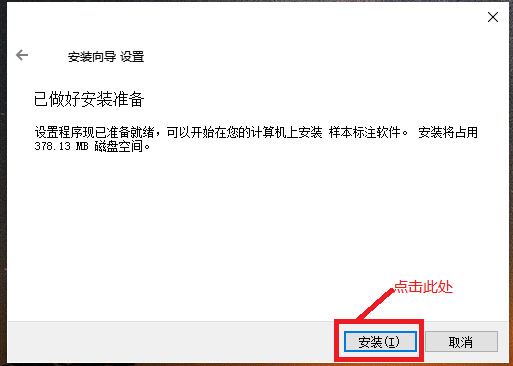 安装向导 设置
已做好安装准备
设置程序现已准备就绪，可以开始在您的计算机上安装 样本标注软件。 安装将占用
378.13 MB 磁盘空间。
点击此处
安装(I)
取消